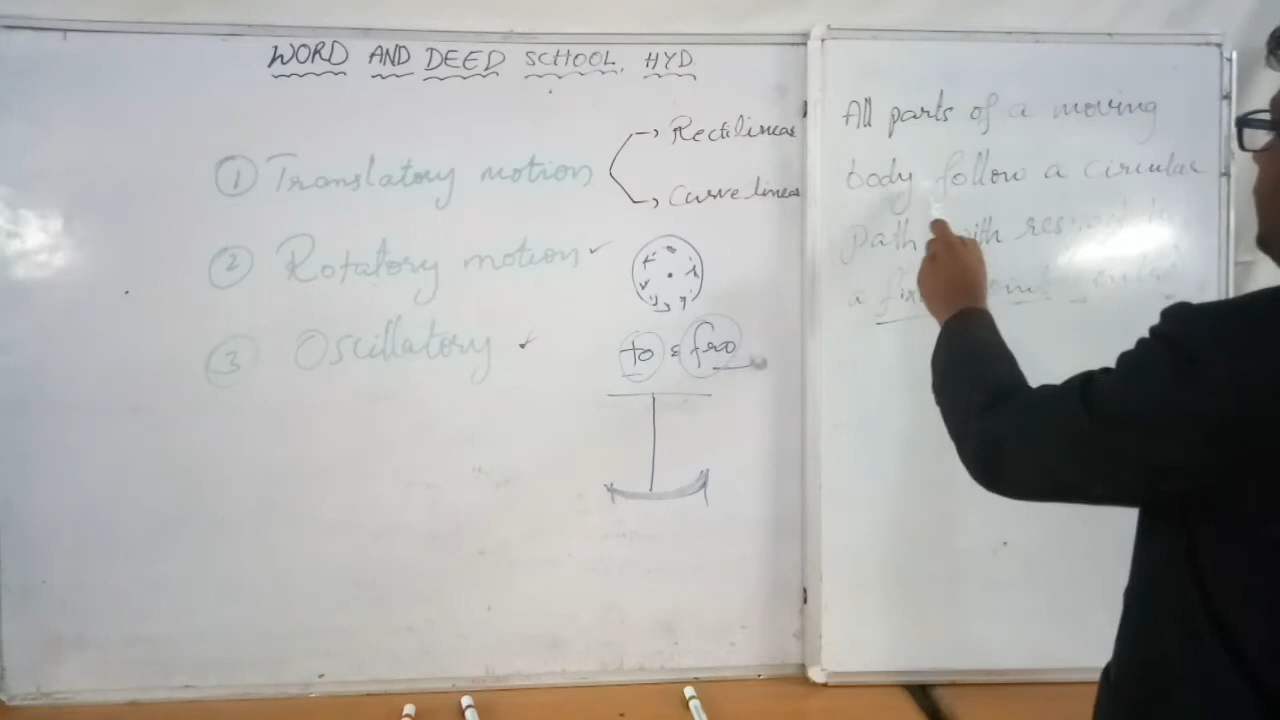 WORD AND DEED SCHOOL, HYD.
① Translatory motion → Rectilinear
→ Curvelinear
② Rotatory motion ✓
③ Oscillatory ✓ to & fro
All parts of a moving
body follow a circular
path with
a